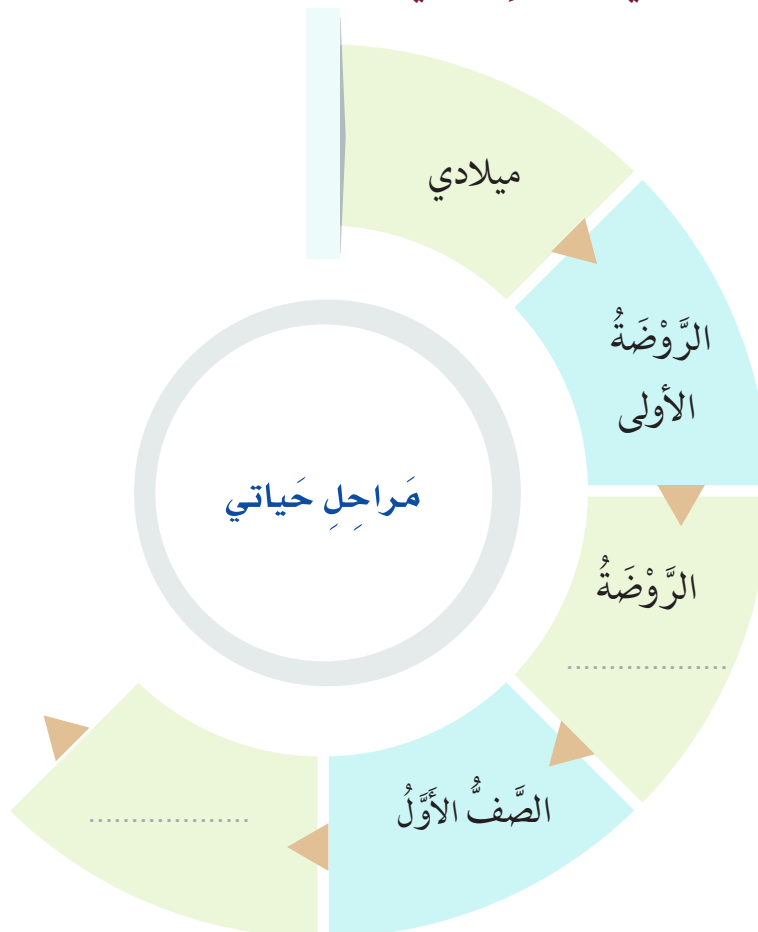 ميلادي
الرَّوْضَةُ
الأولى
مَراحِلِ حَياتي
الرَّوْضَةُ
..................
الصَّفُّ الأَوَّلُ
..................